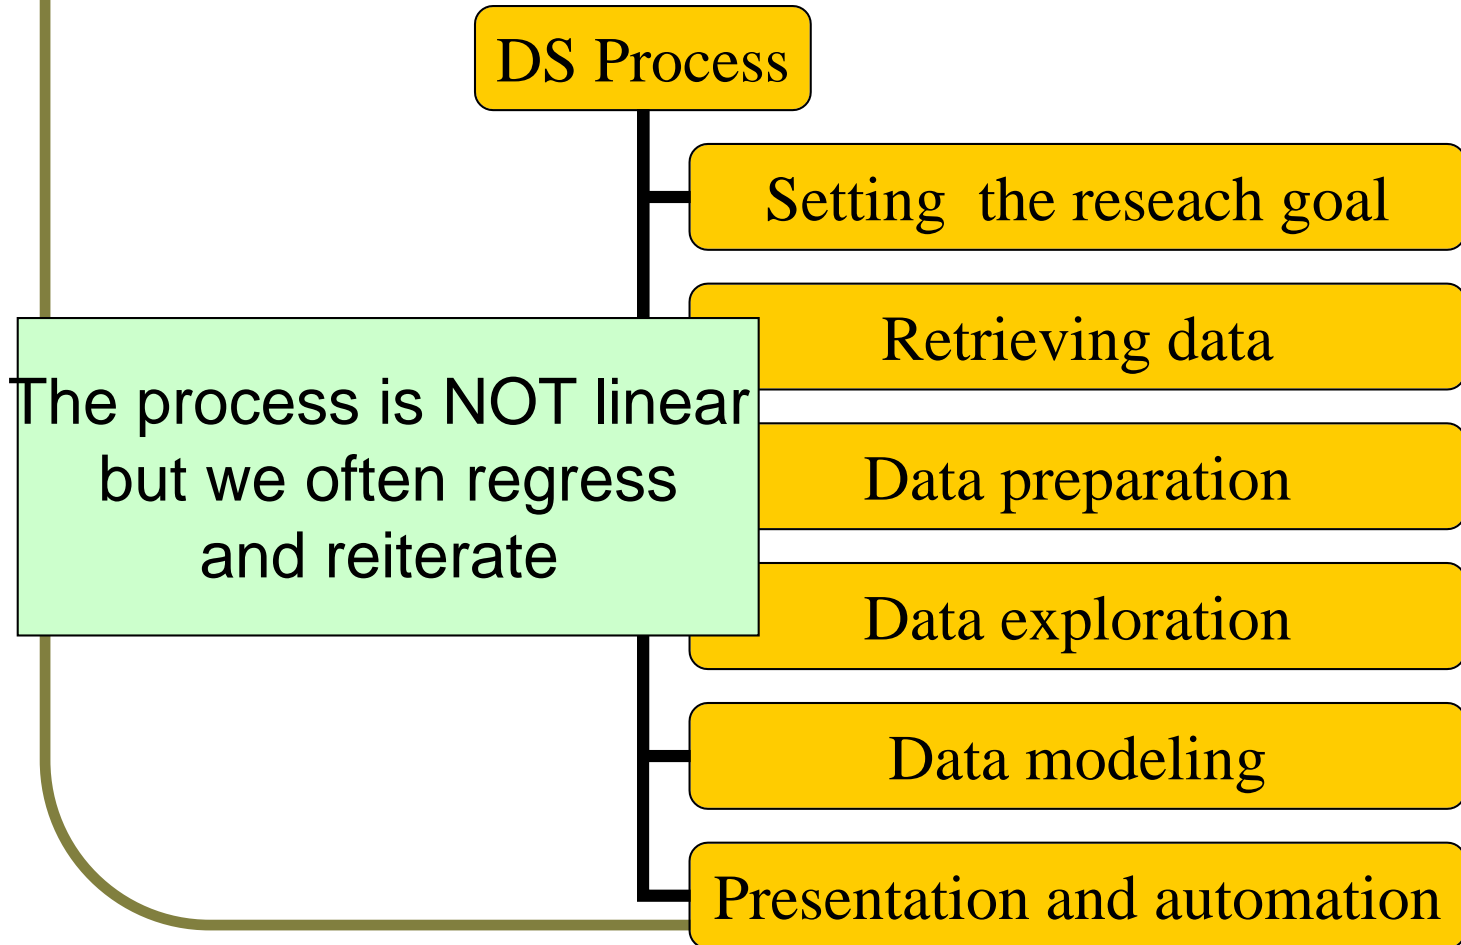 DS Process
Setting  the reseach goal
Retrieving data
The process is NOT linear
but we often regress
and reiterate
Data preparation
Data exploration
Data modeling
Presentation and automation